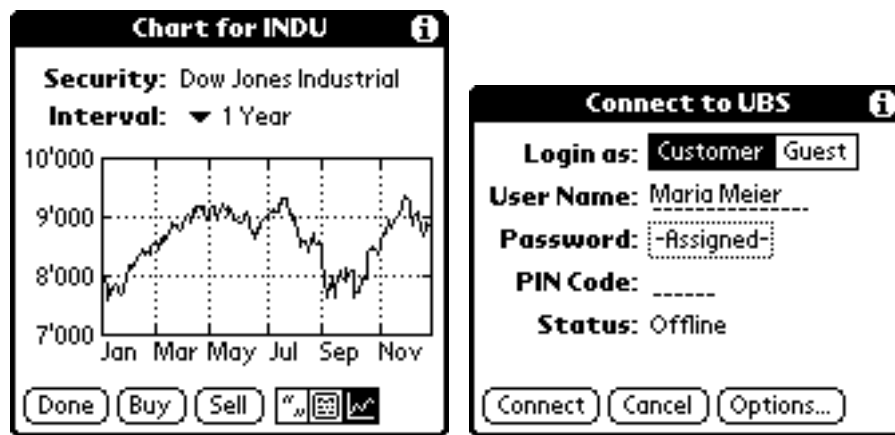 Chart for INDU
Security: Dow Jones Industrial
Interval: 1 Year
10'000
9'000
8'000
7'000
Jan Mar May Jul Sep Nov
Done Buy Sell
Connect to UBS
Login as: Customer Guest
User Name: Maria Meier
Password: -Assigned-
PIN Code:
Status: Offline
Connect Cancel Options...